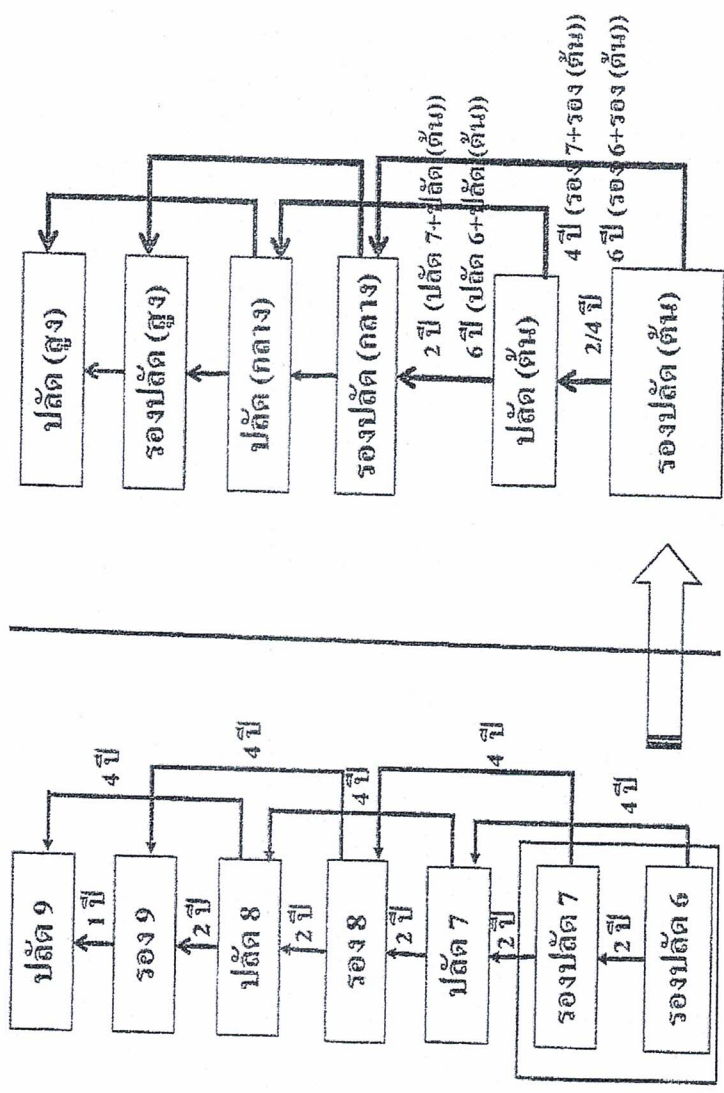 ปลัด 9
1 ปี
4 ปี
รอง 9
2 ปี
4 ปี
ปลัด 8
2 ปี
รอง 8
4 ปี
2 ปี
ปลัด 7
4 ปี
2 ปี
รองปลัด 7
2 ปี
4 ปี
รองปลัด 6
ปลัด (สูง)
รองปลัด (สูง)
ปลัด (กลาง)
รองปลัด (กลาง)
2 ปี (ปลัด 7+ปลัด (ต้น))
6 ปี (ปลัด 6+ปลัด (ต้น))
ปลัด (ต้น)
2/4 ปี
4 ปี (รอง 7+รอง (ต้น))
6 ปี (รอง 6+รอง (ต้น))
รองปลัด (ต้น)